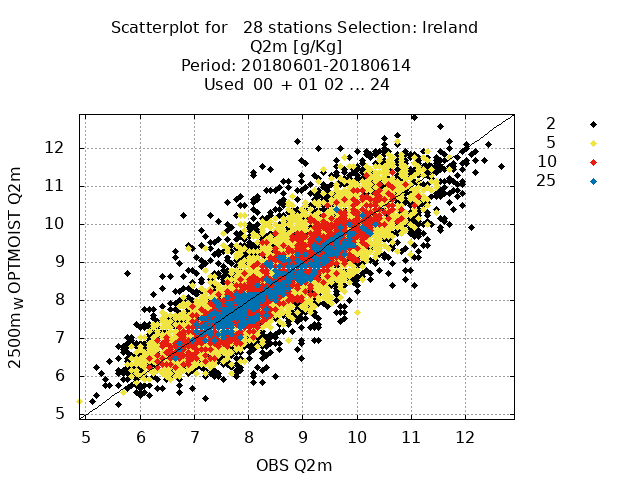 Scatterplot for 28 stations Selection: Ireland
Q2m [g/Kg]
Period: 20180601-20180614
Used 00 + 01 02 ... 24
2
5
10
25
2500m_W OPTMOIST Q2m
12
11
10
9
8
7
6
5
5 6 7 8 9 10 11 12
OBS Q2m